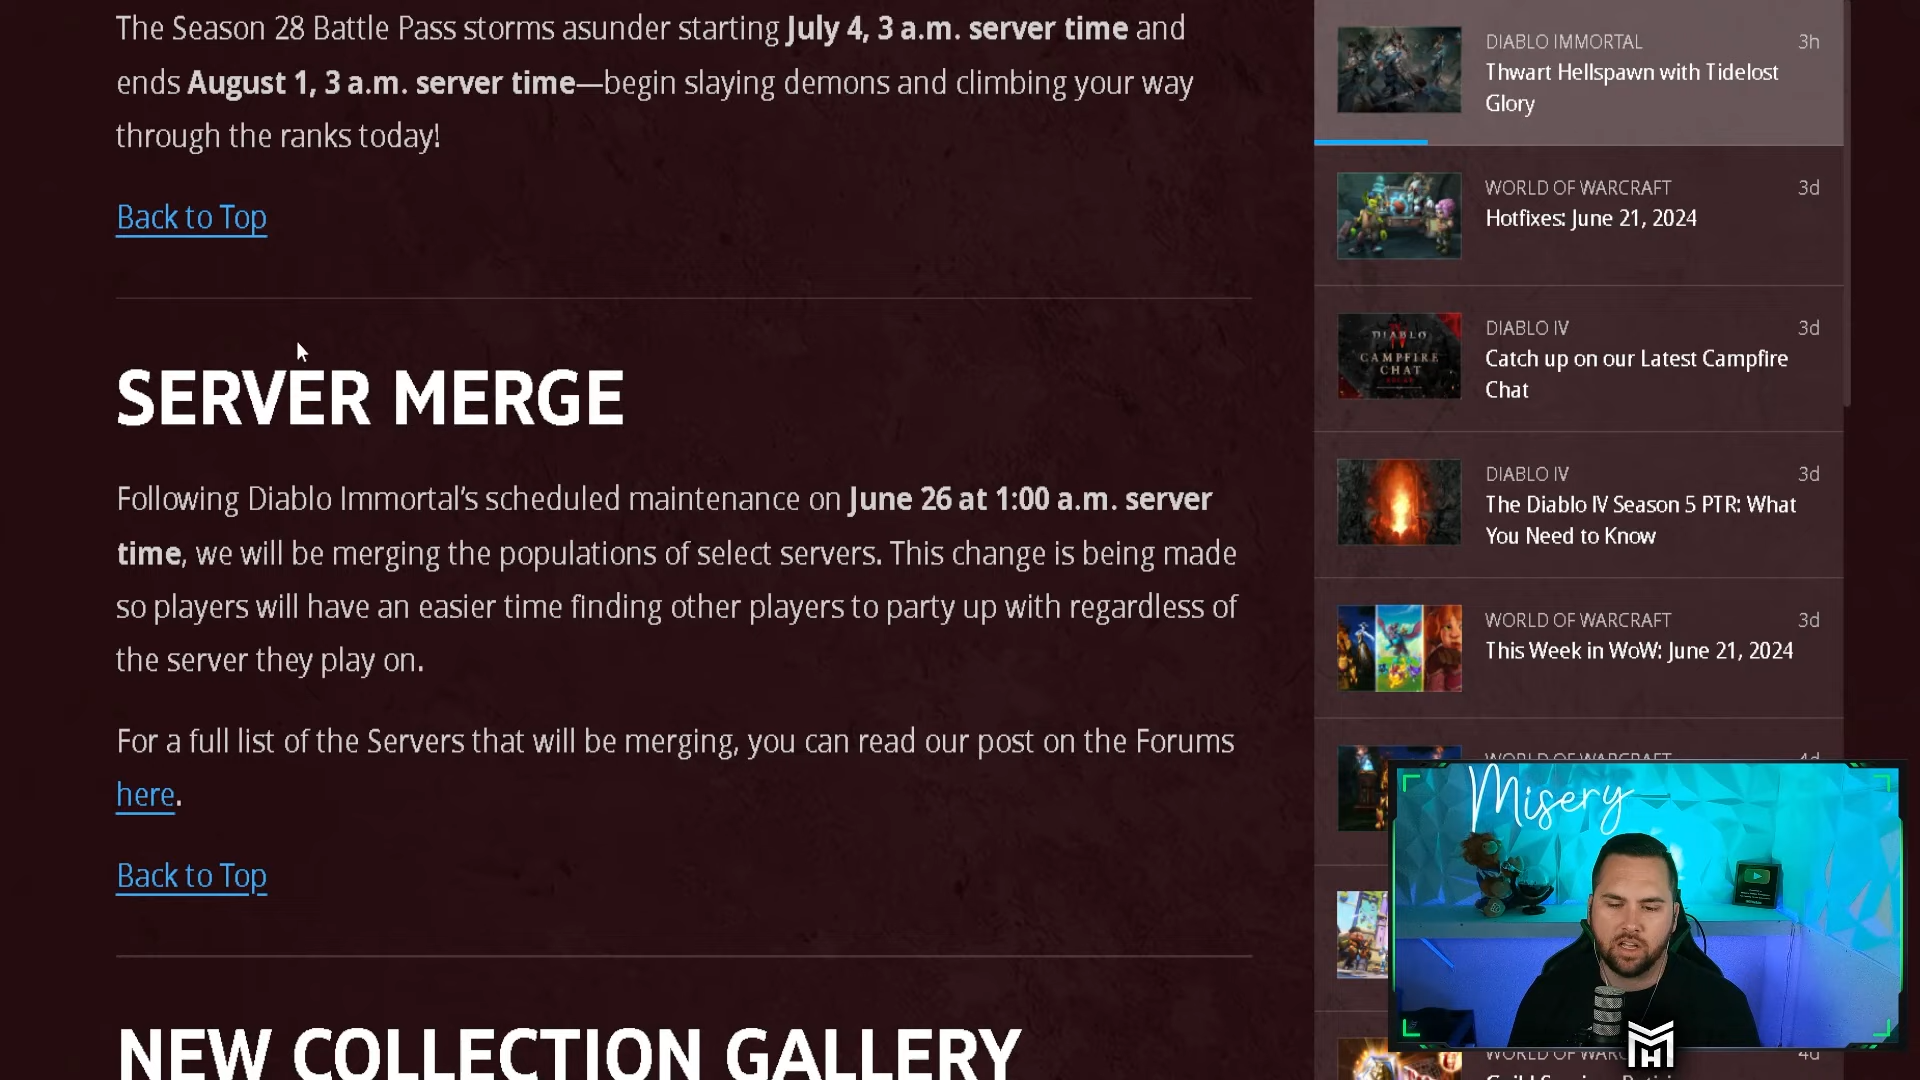 The Season 28 Battle Pass storms asunder starting July 4, 3 a.m. server time and
ends August 1, 3 a.m. server time—begin slaying demons and climbing your way
through the ranks today!
Back to Top
SERVER MERGE
Following Diablo Immortal’s scheduled maintenance on June 26 at 1:00 a.m. server
time, we will be merging the populations of select servers. This change is being made
so players will have an easier time finding other players to party up with regardless of
the server they play on.
For a full list of the Servers that will be merging, you can read our post on the Forums
here.
Back to Top
NEW COLLECTION GALLERY
DIABLO IMMORTAL 3h
Thwart Hellspawn with Tidelost
Glory
WORLD OF WARCRAFT 3d
Hotfixes: June 21, 2024
DIABLO IV 3d
DIABLO
IV
CAMPFIRE
CHAT
Catch up on our Latest Campfire
Chat
DIABLO IV 3d
The Diablo IV Season 5 PTR: What
You Need to Know
WORLD OF WARCRAFT 3d
This Week in WoW: June 21, 2024
WORLD OF WARCRAFT 4d
Misery
4d